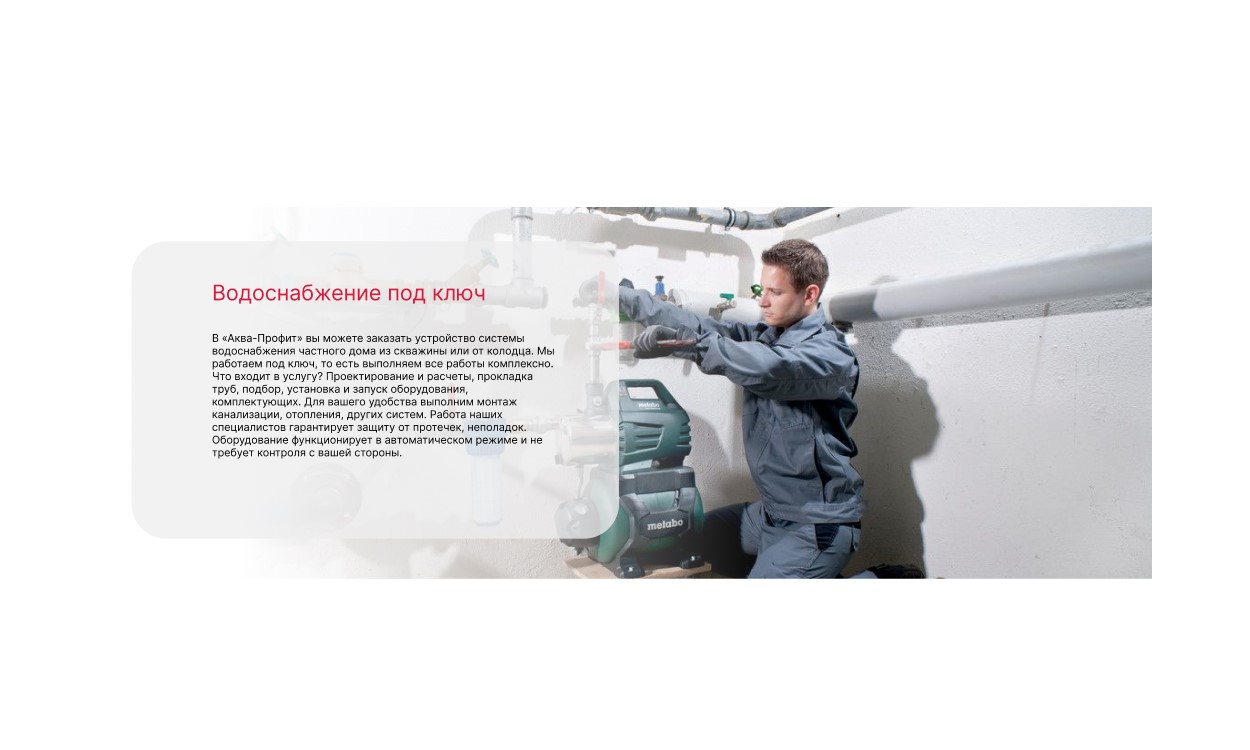 Водоснабжение под ключ
В «Аква-Профит» вы можете заказать устройство системы
водоснабжения частного дома из скважины или от колодца. Мы
работаем под ключ, то есть выполняем все работы комплексно.
Что входит в услугу? Проектирование и расчеты, прокладка
труб, подбор, установка и запуск оборудования,
комплектующих. Для вашего удобства выполним монтаж
канализации, отопления, других систем. Работа наших
специалистов гарантирует защиту от протечек, неполадок.
Оборудование функционирует в автоматическом режиме и не
требует контроля с вашей стороны.
metabo
metabo